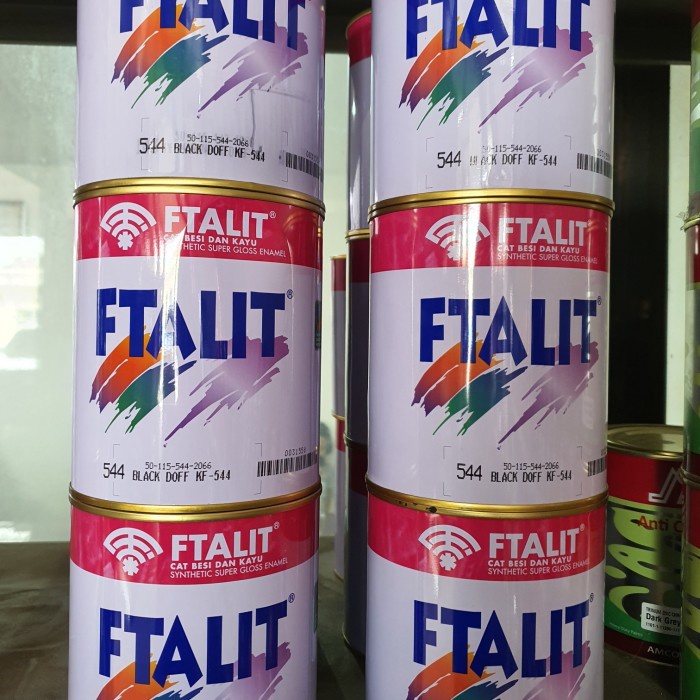 FTALIT
544
50-115-544-2066
BLACK DOFF KF-544
FTALIT
544
50-115-544-2066
BLACK DOFF KF-544
FTALIT®
CAT BESI DAN KAYU
SYNTHETIC SUPER GLOSS ENAMEL
FTALIT®
544
50-115-544-2066
BLACK DOFF KF-544
FTALIT®
CAT BESI DAN KAYU
SYNTHETIC SUPER GLOSS ENAMEL
FTALIT®
544
50-115-544-2066
BLACK DOFF KF-544
FTALIT®
CAT BESI DAN KAYU
SYNTHETIC SUPER GLOSS ENAMEL
FTALIT®
FTALIT®
CAT BESI DAN KAYU
SYNTHETIC SUPER GLOSS ENAMEL
FTALIT®
Anti
Dark Grey